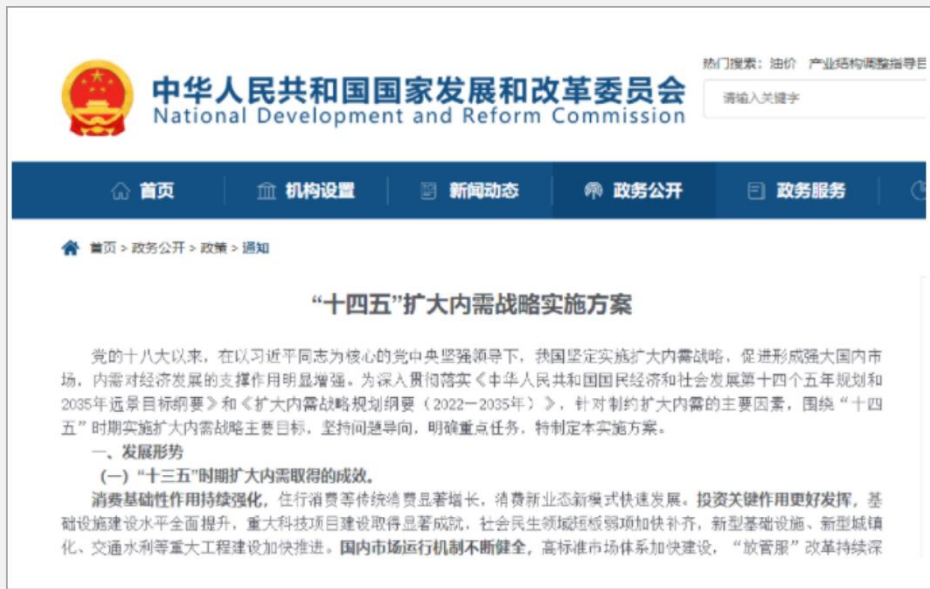 热门搜索：油价 产业结构调整指导目
中华人民共和国国家发展和改革委员会
National Development and Reform Commission
请输入关键字
首页 机构设置 新闻动态 政务公开 政务服务
首页 > 政务公开 > 政策 > 通知
“十四五”扩大内需战略实施方案
党的十八大以来，在以习近平同志为核心的党中央坚强领导下，我国坚定实施扩大内需战略，促进形成强大国内市
场，内需对经济发展的支撑作用明显增强。为深入贯彻落实《中华人民共和国国民经济和社会发展第十四个五年规划和
2035年远景目标纲要》和《扩大内需战略规划纲要（2022—2035年）》，针对制约扩大内需的主要因素，围绕“十四
五”时期实施扩大内需战略主要目标，坚持问题导向，明确重点任务，特制定本实施方案。
一、发展形势
（一）“十三五”时期扩大内需取得的成效。
消费基础性作用持续强化，住行消费等传统消费显著增长，消费新业态新模式快速发展。投资关键作用更好发挥，基
础设施建设水平全面提升，重大科技项目建设取得显著成就，社会民生领域短板弱项加快补齐，新型基础设施、新型城镇
化、交通水利等重大工程建设加快推进。国内市场运行机制不断健全，高标准市场体系加快建设，“放管服”改革持续深